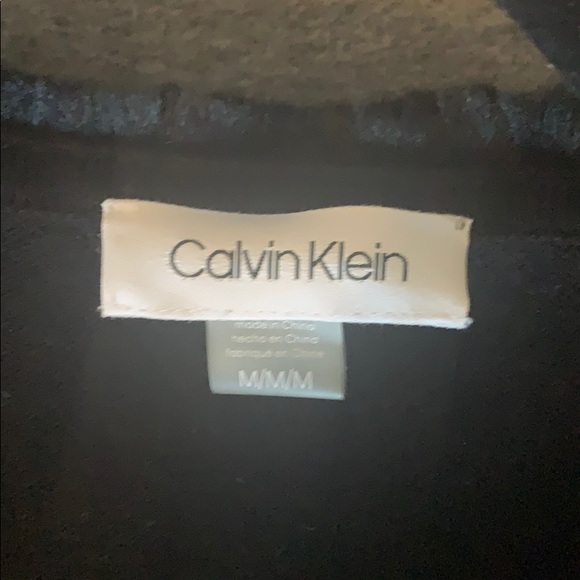 Calvin Klein
made in China
hecho en China
fabriqué en Chine
M/M/M